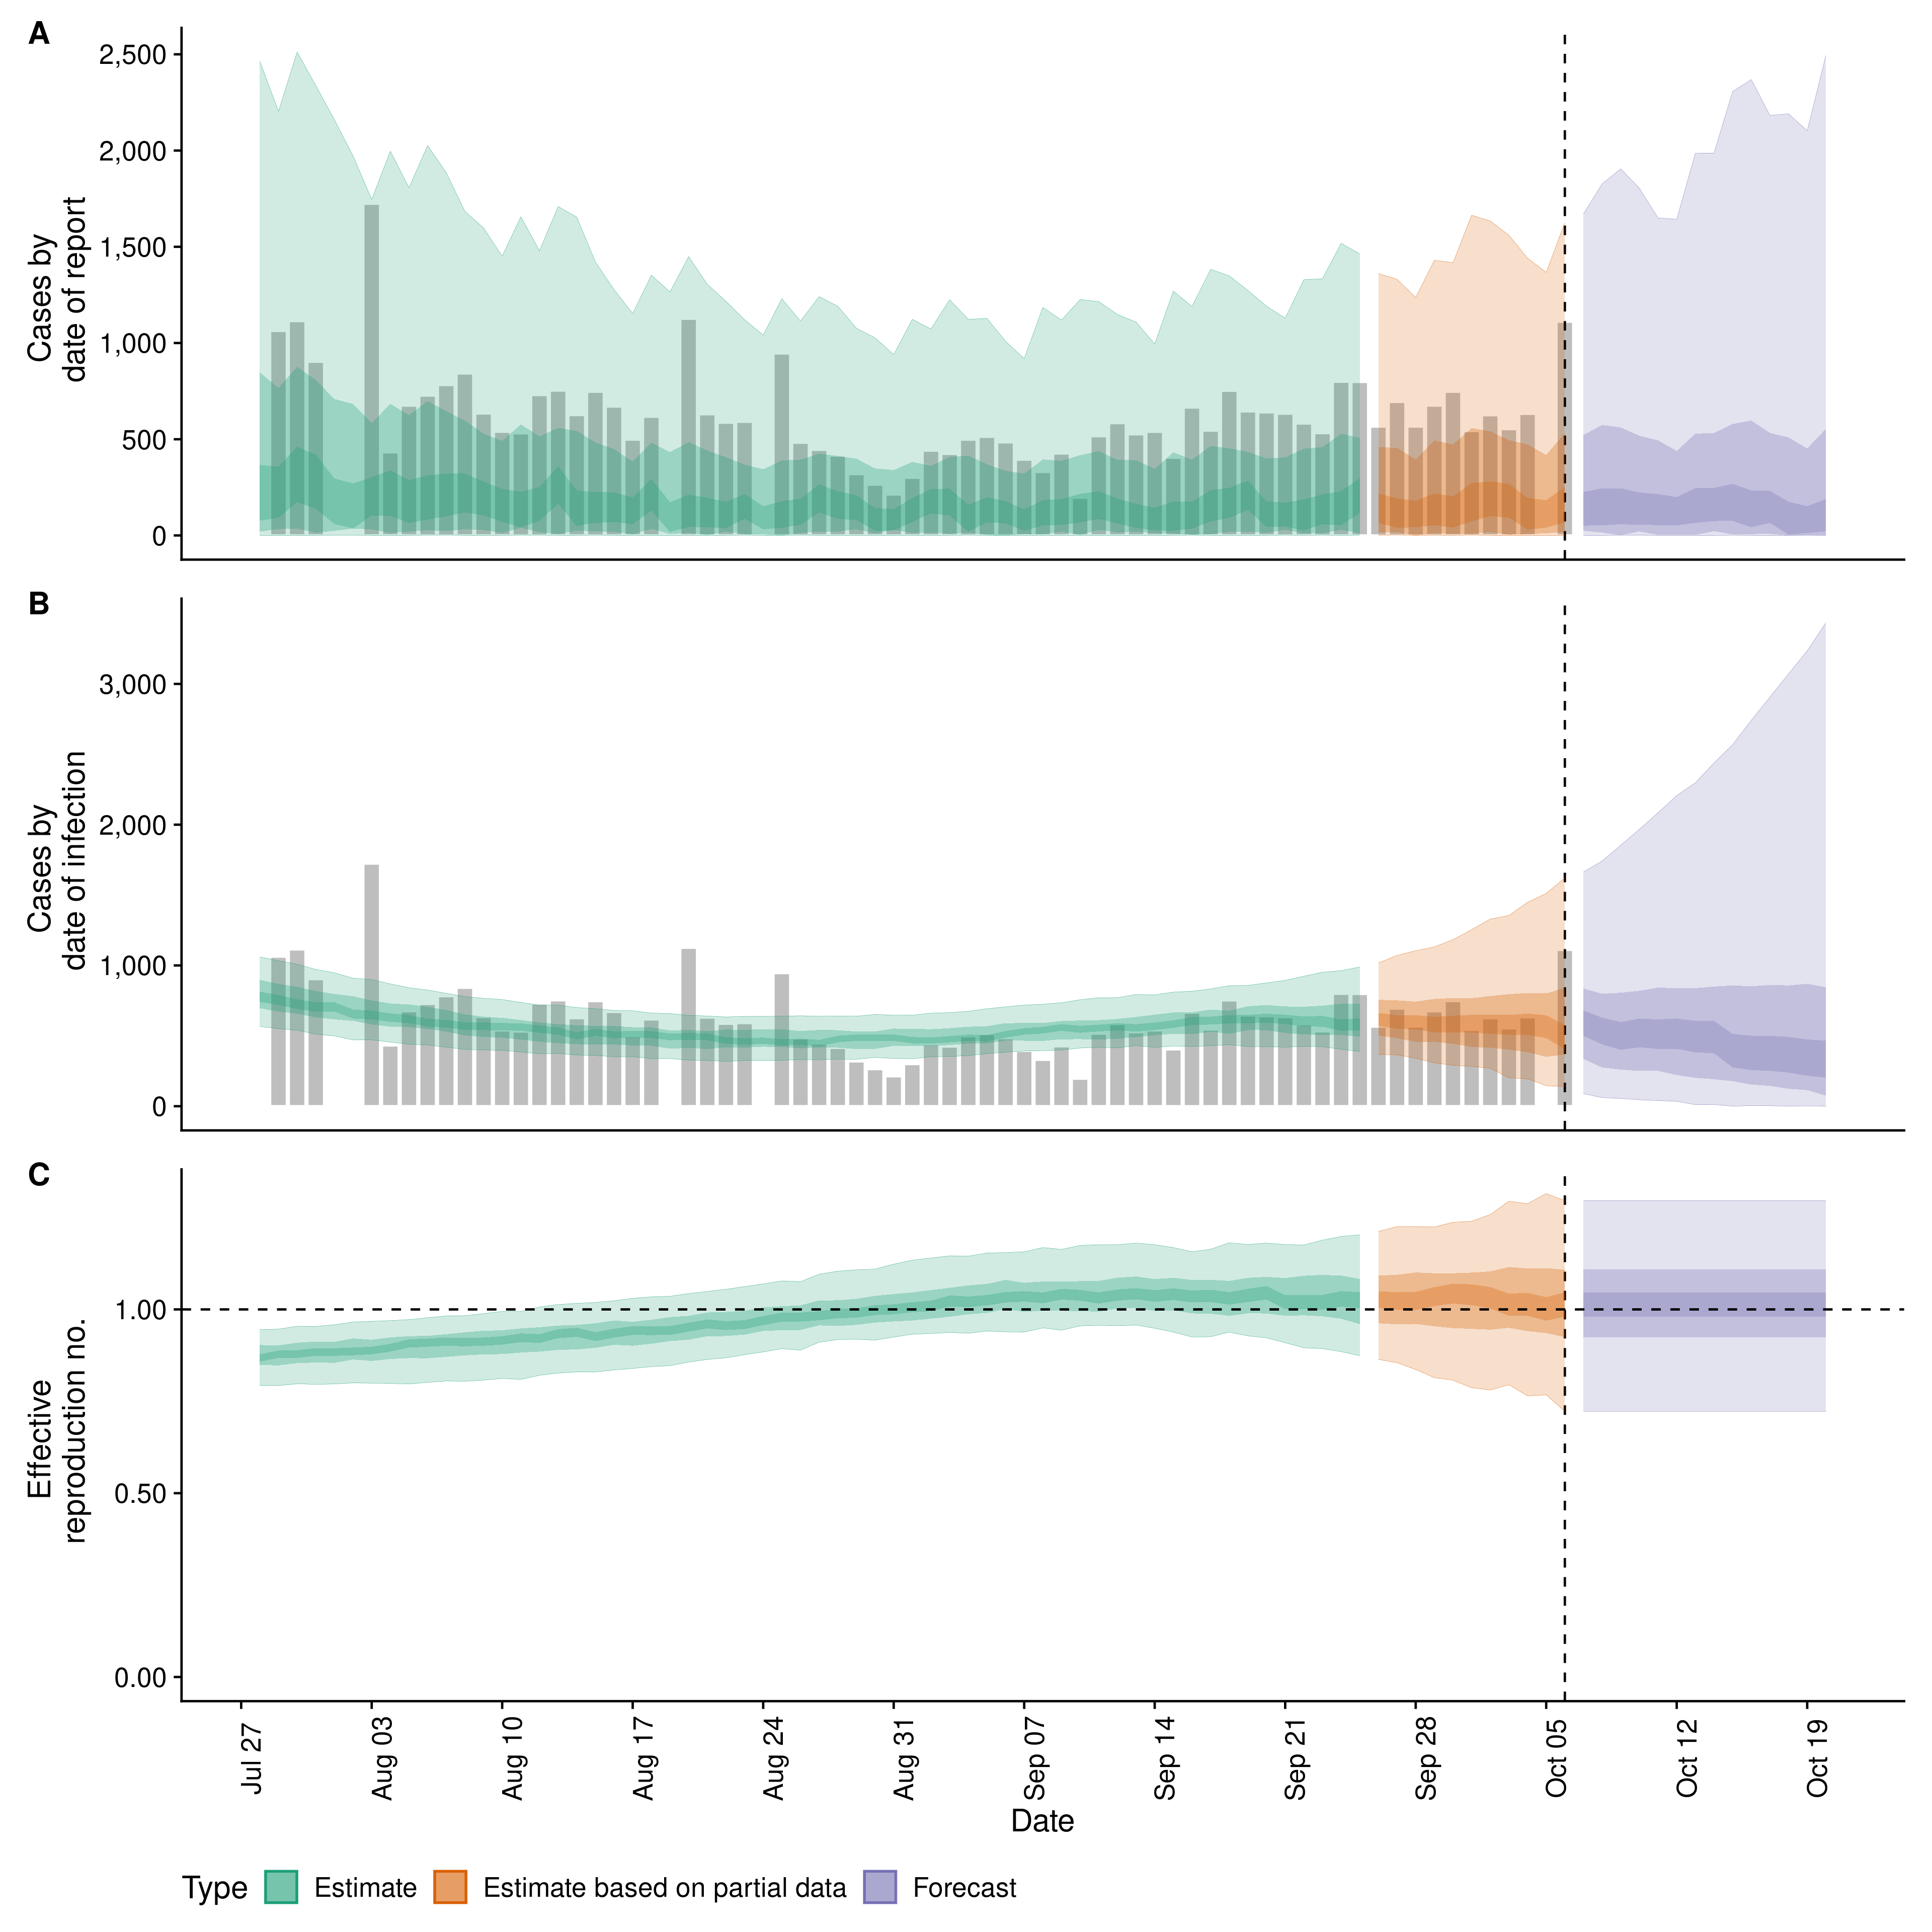 A
Cases by
date of report
2,500
2,000
1,500
1,000
500
0
B
Cases by
date of infection
3,000
2,000
1,000
0
C
Effective
reproduction no.
1.00
0.50
0.00
Jul 27
Aug 03
Aug 10
Aug 17
Aug 24
Aug 31
Sep 07
Sep 14
Sep 21
Sep 28
Oct 05
Oct 12
Oct 19
Date
Type Estimate Estimate based on partial data Forecast